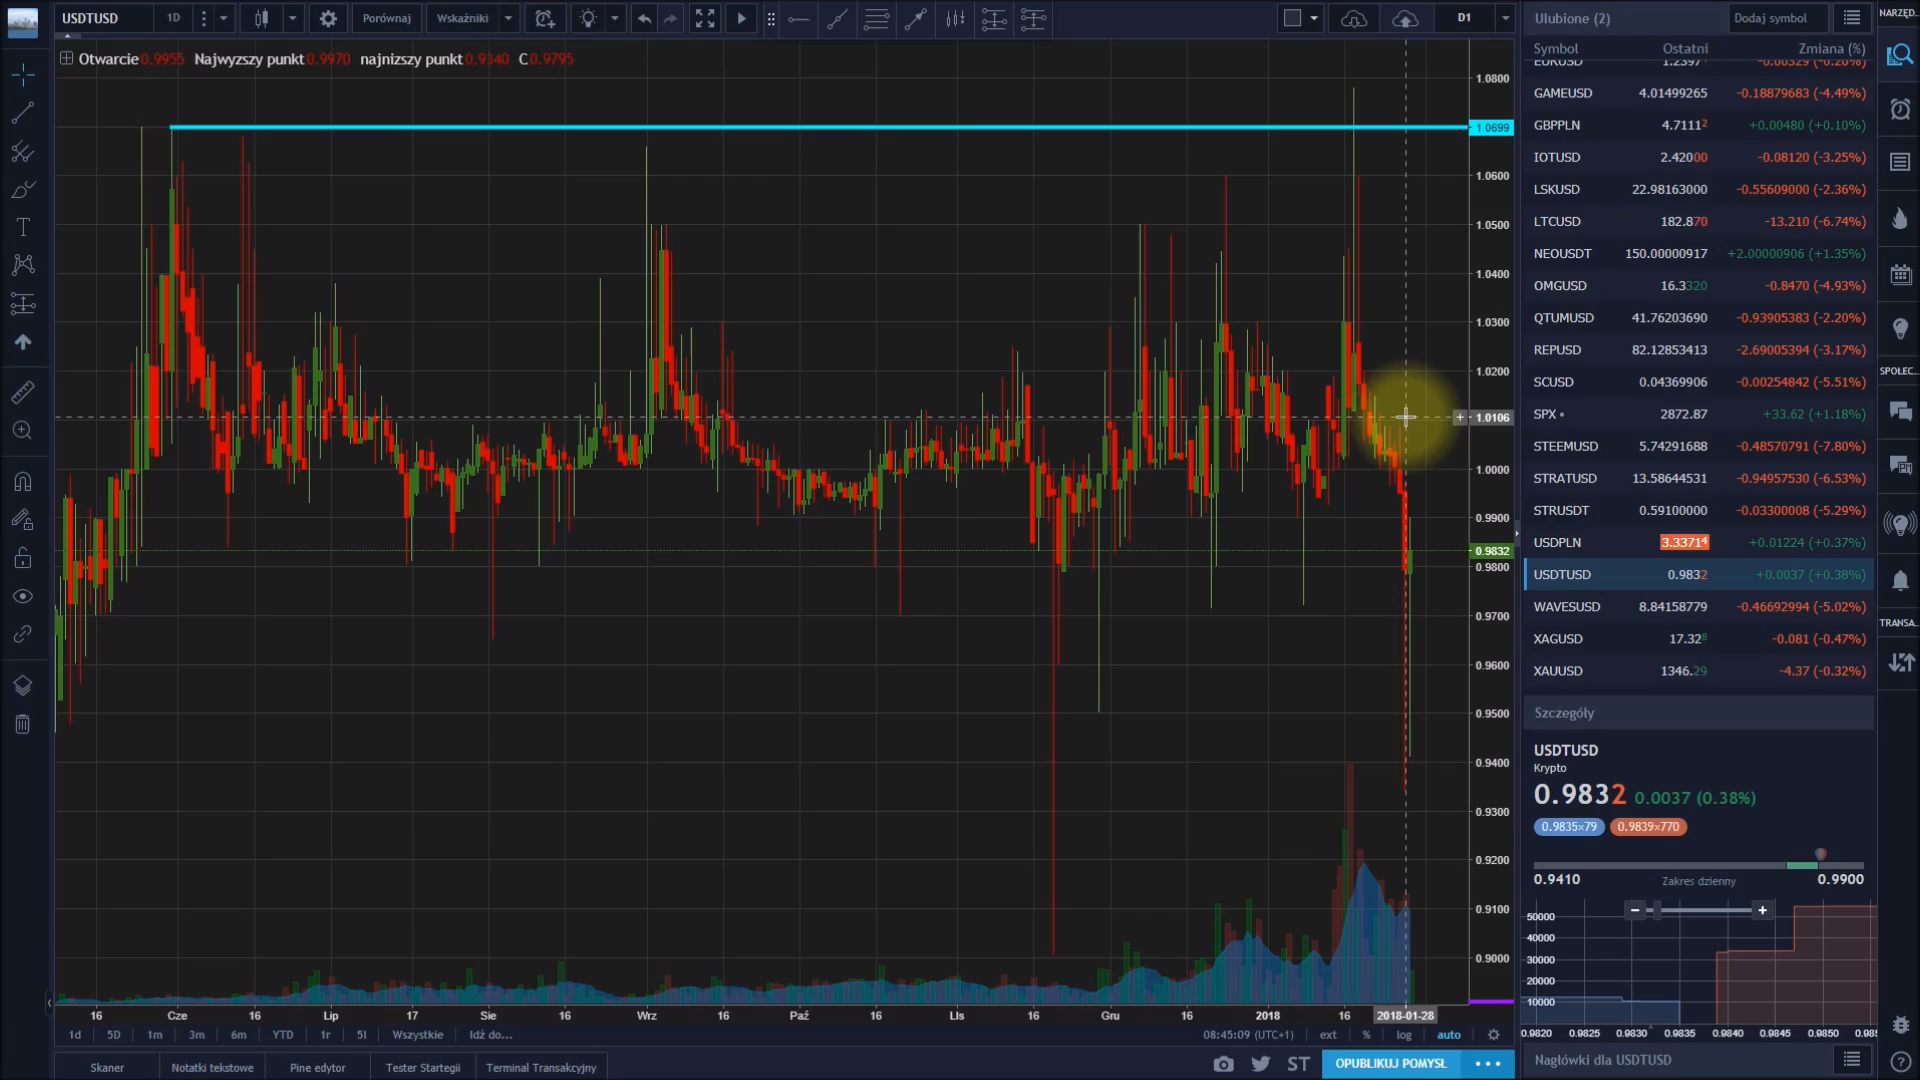 USDTUSD 1D Porównaj Wskaźniki D1
Otwarcie 0.9955 Najwyzszy punkt 0.9970 najnizszy punkt 0.9340 C 0.9795
1.0800
1.0699
1.0600
1.0500
1.0400
1.0300
1.0200
1.0106
1.0000
0.9900
0.9832
0.9800
0.9700
0.9600
0.9500
0.9400
0.9300
0.9200
0.9100
0.9000
16 Cze 16 Lip 17 Sie 16 Wrz 16 Paź 16 LIs 16 Gru 16 2018 16 2018-01-28
1d 5D 1m 3m 6m YTD 1r 5l Wszystkie Idź do... 08:45:09 (UTC+1) ext % log auto
Skaner Notatki tekstowe Pine edytor Tester Startegii Terminal Transakcyjny ST OPUBLIKUJ POMYSŁ
Ulubione (2) Dodaj symbol
Symbol Ostatni Zmiana (%)
EURUSD
GAMEUSD 4.01499265 -0.18879683 (-4.49%)
GBPPLN 4.7111² +0.00480 (+0.10%)
IOTUSD 2.42000 -0.08120 (-3.25%)
LSKUSD 22.98163000 -0.55609000 (-2.36%)
LTCUSD 182.870 -13.210 (-6.74%)
NEOUSDT 150.00000917 +2.00000906 (+1.35%)
OMGUSD 16.3320 -0.8470 (-4.93%)
QTUMUSD 41.76203690 -0.93905383 (-2.20%)
REPUSD 82.12853413 -2.69005394 (-3.17%)
SCUSD 0.04369906 -0.00254842 (-5.51%)
SPX 2872.87 +33.62 (+1.18%)
STEEMUSD 5.74291688 -0.48570791 (-7.80%)
STRATUSD 13.58644531 -0.94957530 (-6.53%)
STRUSDT 0.59100000 -0.03300008 (-5.29%)
USDPLN 3.3371⁴ +0.01224 (+0.37%)
USDTUSD 0.9832 +0.0037 (+0.38%)
WAVESUSD 8.84158779 -0.46692994 (-5.02%)
XAGUSD 17.32⁸ -0.081 (-0.47%)
XAUUSD 1346.29 -4.37 (-0.32%)
Szczegóły
USDTUSD
Krypto
0.9832 0.0037 (0.38%)
0.9835×79 0.9839×770
0.9410 Zakres dzienny 0.9900
50000
40000
30000
20000
10000
0.9820 0.9825 0.9830 0.9835 0.9840 0.9845 0.9850 0.985
Nagłówki dla USDTUSD
NARZĘD.
SPOŁEC..
TRANSA..